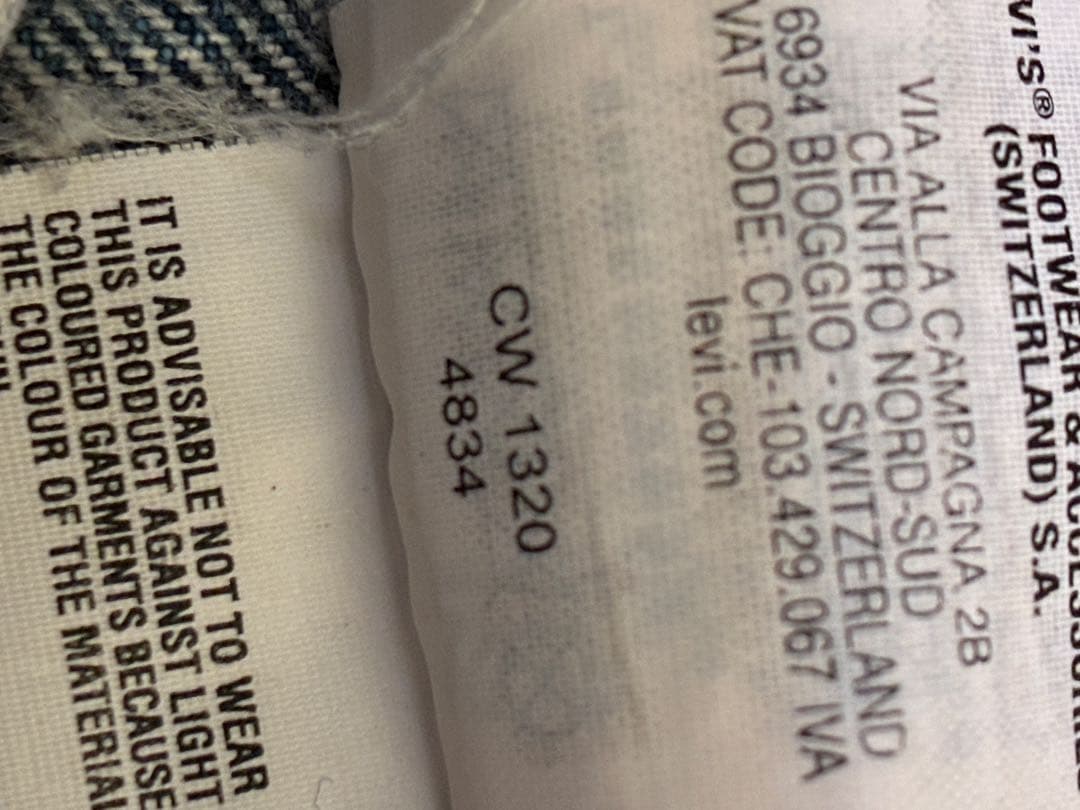 VI'S® FOOTWEAR &
(SWITZERLAND) S.A.
VIA ALLA CAMPAGNA 2B
CENTRO NORD-SUD
6934 BIOGGIO - SWITZERLAND
VAT CODE: CHE-103.429.067 IVA
levi.com
CW 1320
4834
IT IS ADVISABLE NOT TO WEAR
THIS PRODUCT AGAINST LIGHT
COLOURED GARMENTS BECAUSE
THE COLOUR OF THE MATERIAL